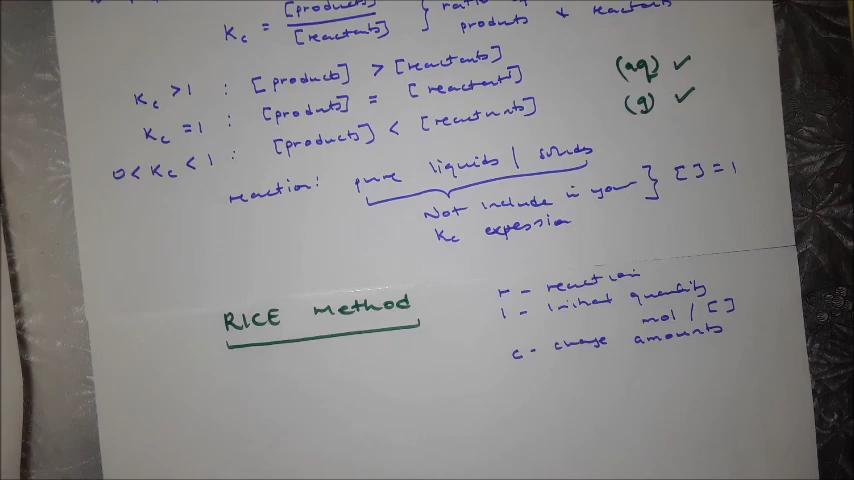 Kc = [products] / [reactants] } products & reactants
Kc > 1 : [products] > [reactants]
Kc = 1 : [products] = [reactants]
0 < Kc < 1 : [products] < [reactants]
(aq) ✓
(g) ✓
reaction: pure liquids / solids
Not include in your } [ ] = 1
Kc expession
RICE Method
r - reaction
I - Initial quantity
mol / [ ]
c - change amounts